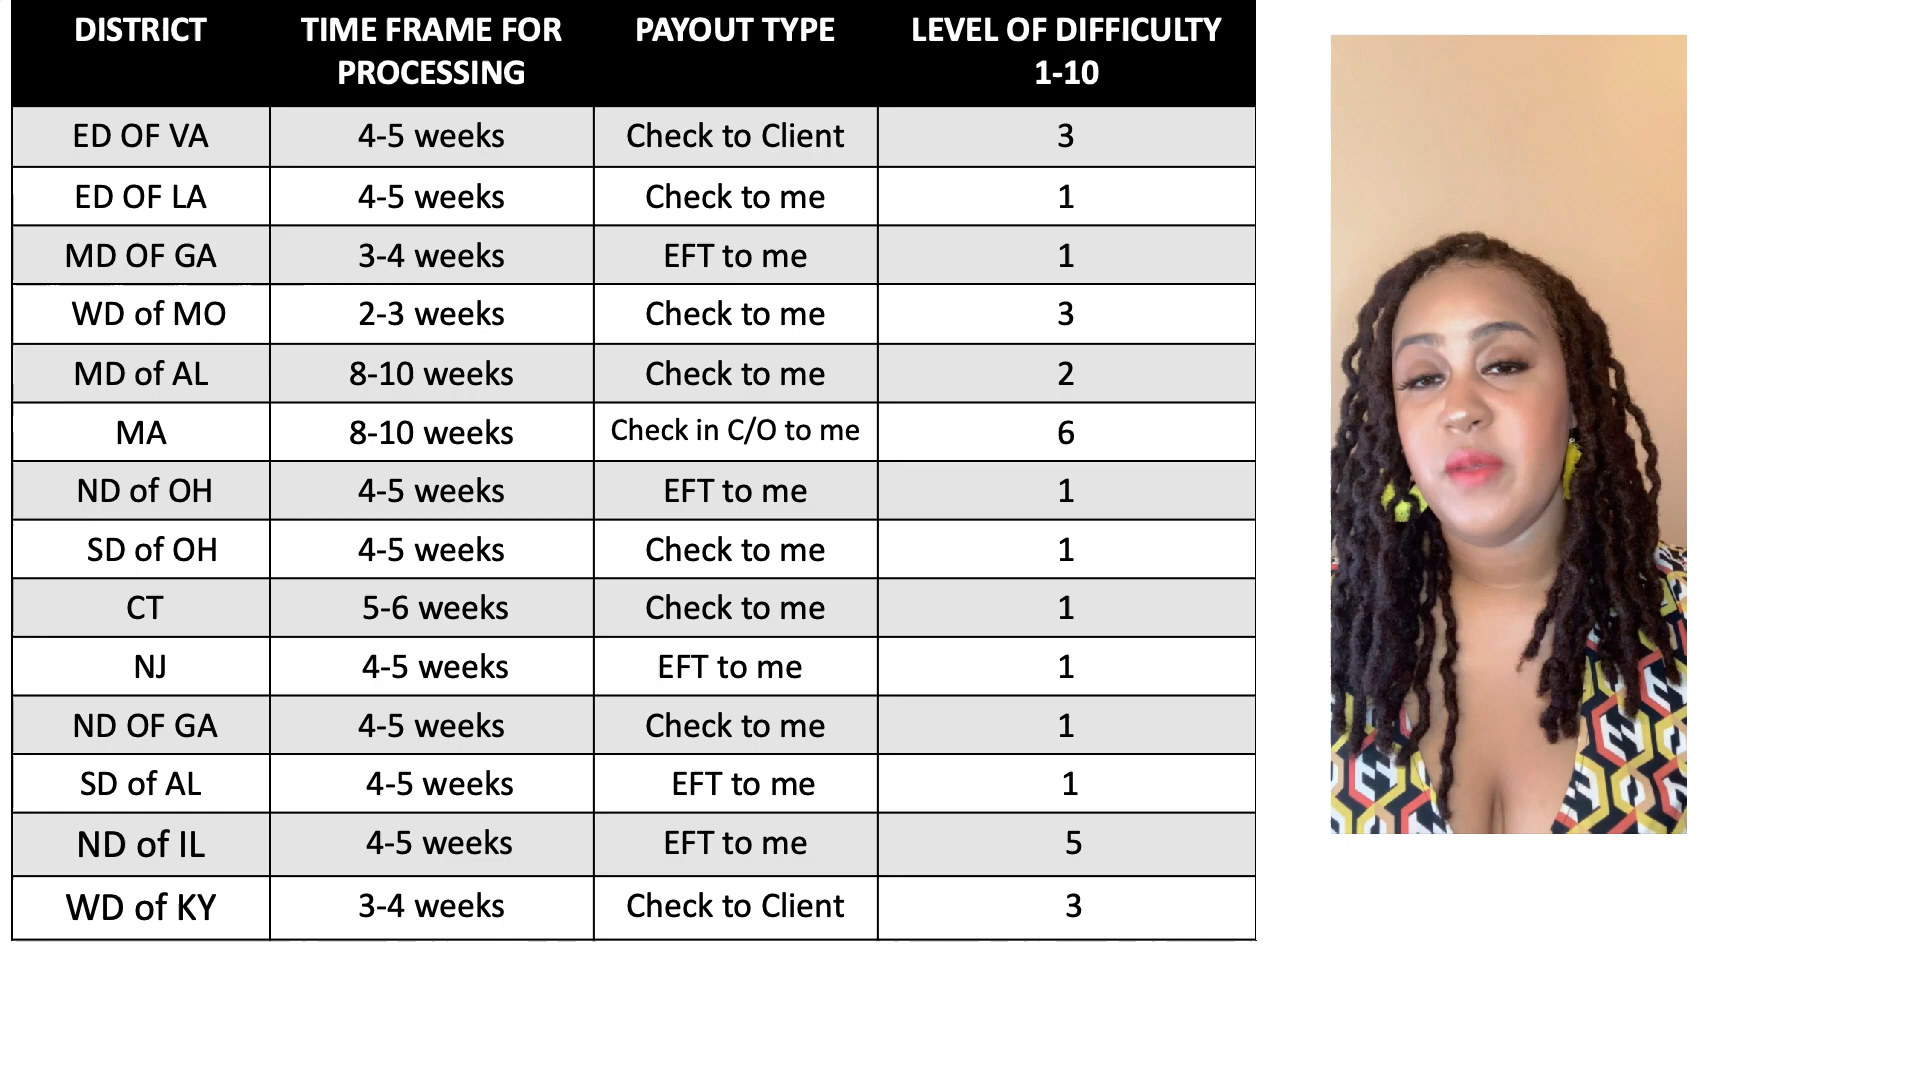 DISTRICT TIME FRAME FOR PROCESSING PAYOUT TYPE LEVEL OF DIFFICULTY 1-10
ED OF VA 4-5 weeks Check to Client 3
ED OF LA 4-5 weeks Check to me 1
MD OF GA 3-4 weeks EFT to me 1
WD of MO 2-3 weeks Check to me 3
MD of AL 8-10 weeks Check to me 2
MA 8-10 weeks Check in C/O to me 6
ND of OH 4-5 weeks EFT to me 1
SD of OH 4-5 weeks Check to me 1
CT 5-6 weeks Check to me 1
NJ 4-5 weeks EFT to me 1
ND OF GA 4-5 weeks Check to me 1
SD of AL 4-5 weeks EFT to me 1
ND of IL 4-5 weeks EFT to me 5
WD of KY 3-4 weeks Check to Client 3